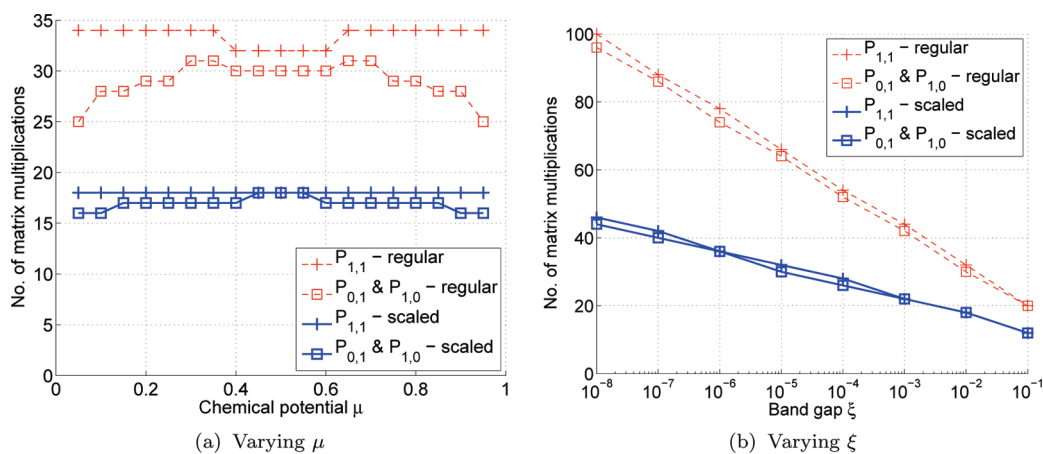 No. of matrix multiplications
35
30
25
20
15
10
5
0
P1,1 − regular
P0,1 & P1,0 − regular
P1,1 − scaled
P0,1 & P1,0 − scaled
0 0.2 0.4 0.6 0.8 1
Chemical potential μ
(a) Varying μ
No. of matrix multiplications
100
80
60
40
20
0
P1,1 − regular
P0,1 & P1,0 − regular
P1,1 − scaled
P0,1 & P1,0 − scaled
10−8 10−7 10−6 10−5 10−4 10−3 10−2 10−1
Band gap ξ
(b) Varying ξ